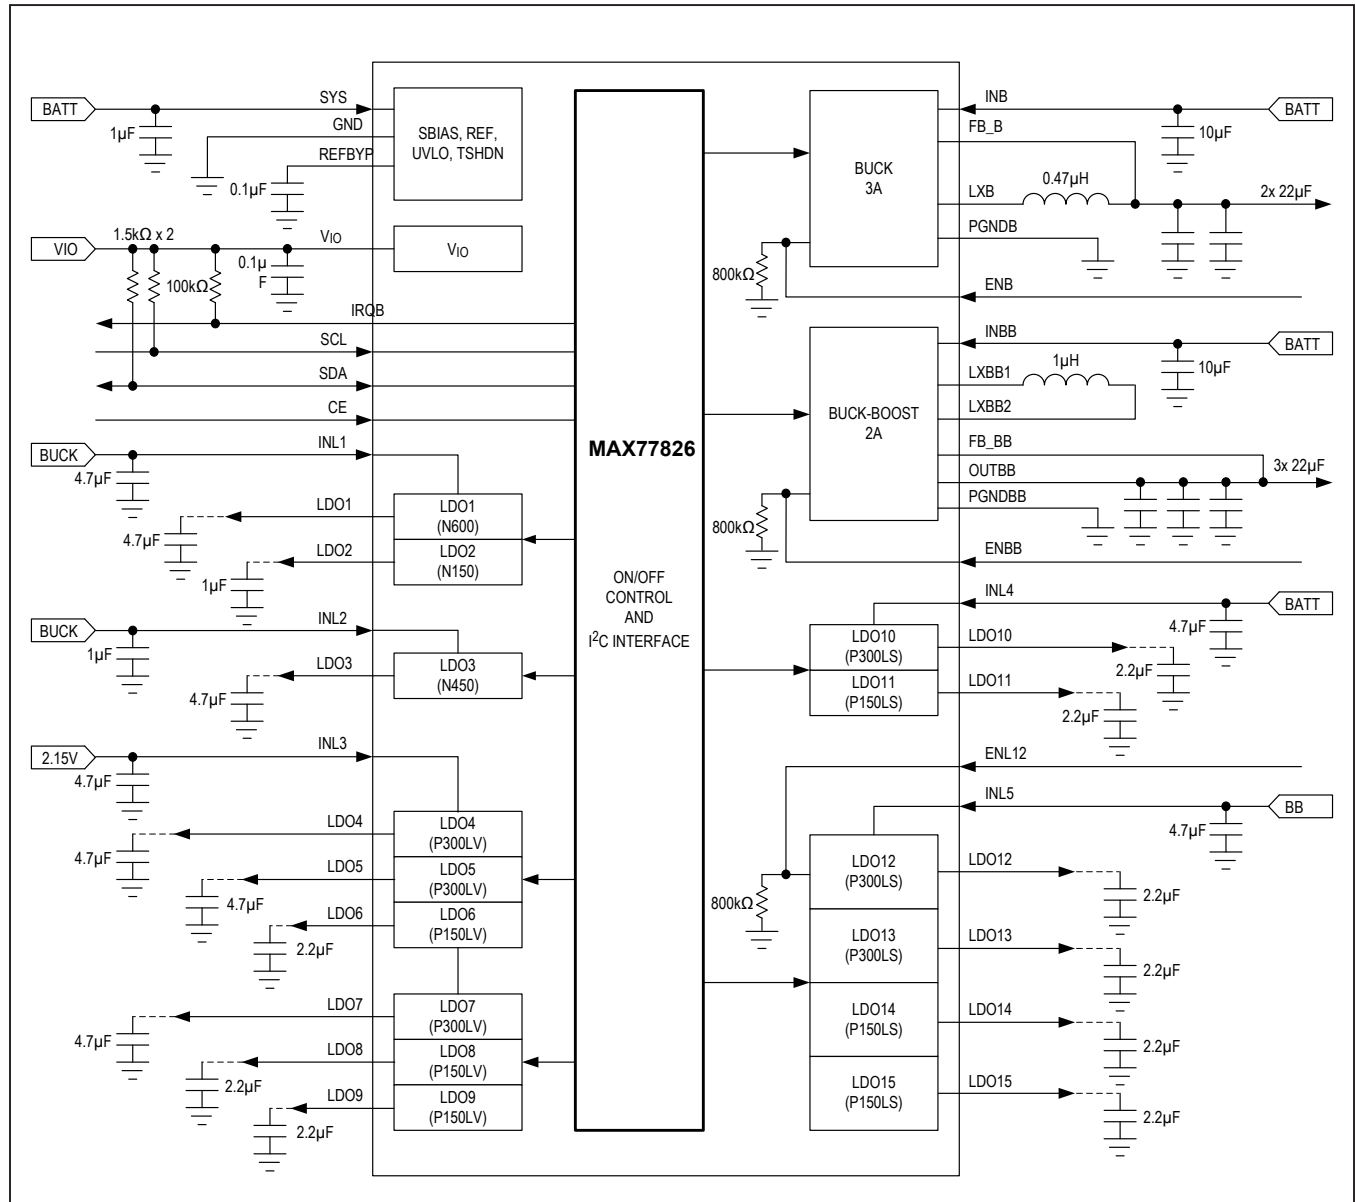 BATT
SYS
1µF
GND
REFBYP
0.1µF
SBIAS, REF,
UVLO, TSHDN
VIO
1.5kΩ x 2
100kΩ
VIO
0.1µ
F
VIO
IRQB
SCL
SDA
CE
BUCK
INL1
4.7µF
LDO1
4.7µF
LDO2
1µF
LDO1
(N600)
LDO2
(N150)
BUCK
INL2
1µF
LDO3
4.7µF
LDO3
(N450)
2.15V
INL3
4.7µF
LDO4
4.7µF
LDO5
4.7µF
LDO6
2.2µF
LDO4
(P300LV)
LDO5
(P300LV)
LDO6
(P150LV)
LDO7
4.7µF
LDO8
2.2µF
LDO9
2.2µF
LDO7
(P300LV)
LDO8
(P150LV)
LDO9
(P150LV)
MAX77826
ON/OFF
CONTROL
AND
I2C INTERFACE
BUCK
3A
INB
BATT
10µF
FB_B
0.47µH
LXB
2x 22µF
PGNDB
800kΩ
ENB
BUCK-BOOST
2A
INBB
BATT
10µF
LXBB1
1µH
LXBB2
FB_BB
OUTBB
3x 22µF
PGNDBB
800kΩ
ENBB
INL4
BATT
4.7µF
LDO10
(P300LS)
LDO11
(P150LS)
LDO10
2.2µF
LDO11
2.2µF
ENL12
INL5
BB
4.7µF
800kΩ
LDO12
(P300LS)
LDO13
(P300LS)
LDO14
(P150LS)
LDO15
(P150LS)
LDO12
2.2µF
LDO13
2.2µF
LDO14
2.2µF
LDO15
2.2µF